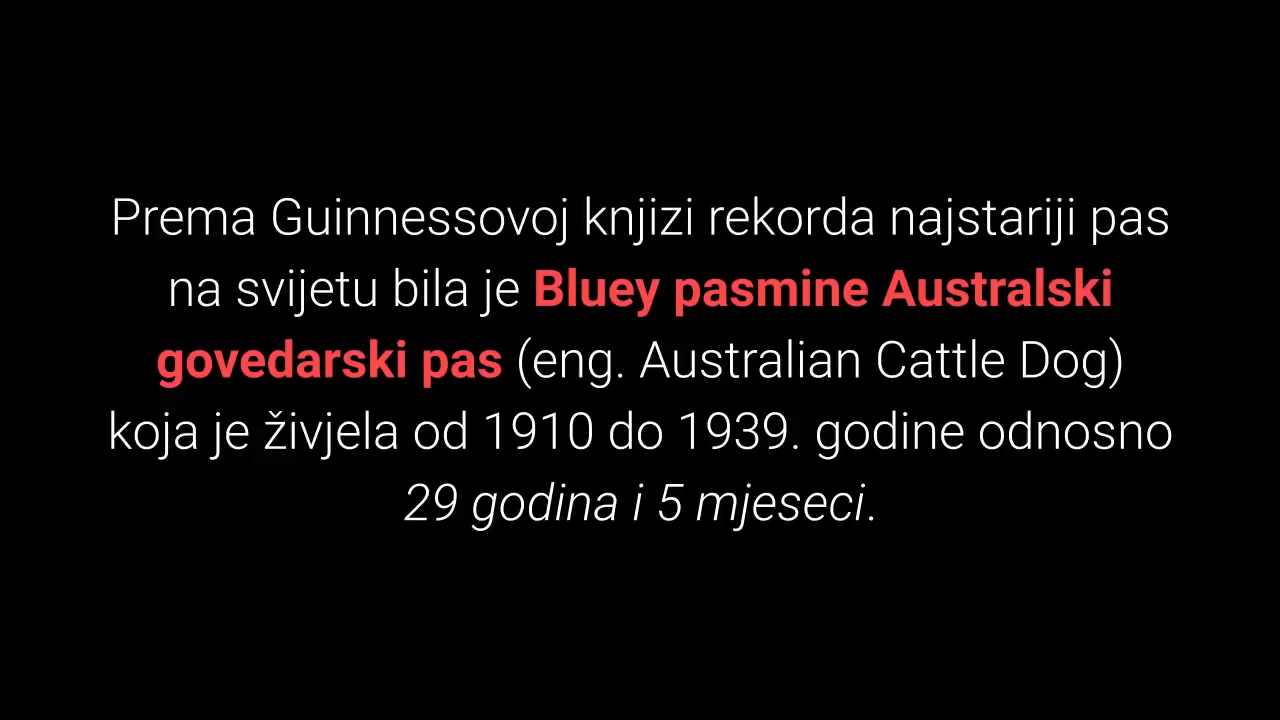 Prema Guinnessovoj knjizi rekorda najstariji pas
na svijetu bila je Bluey pasmine Australski
govedarski pas (eng. Australian Cattle Dog)
koja je živjela od 1910 do 1939. godine odnosno
29 godina i 5 mjeseci.